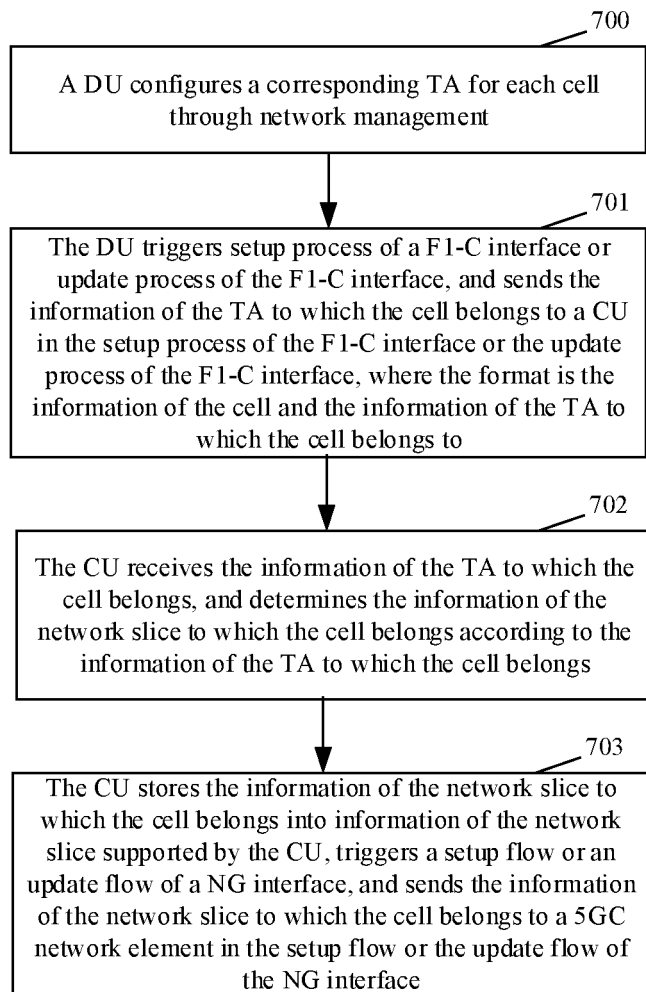 700
A DU configures a corresponding TA for each cell
through network management
701
The DU triggers setup process of a F1-C interface or
update process of the F1-C interface, and sends the
information of the TA to which the cell belongs to a CU
in the setup process of the F1-C interface or the update
process of the F1-C interface, where the format is the
information of the cell and the information of the TA to
which the cell belongs to
702
The CU receives the information of the TA to which the
cell belongs, and determines the information of the
network slice to which the cell belongs according to the
information of the TA to which the cell belongs
703
The CU stores the information of the network slice to
which the cell belongs into information of the network
slice supported by the CU, triggers a setup flow or an
update flow of a NG interface, and sends the information
of the network slice to which the cell belongs to a 5GC
network element in the setup flow or the update flow of
the NG interface